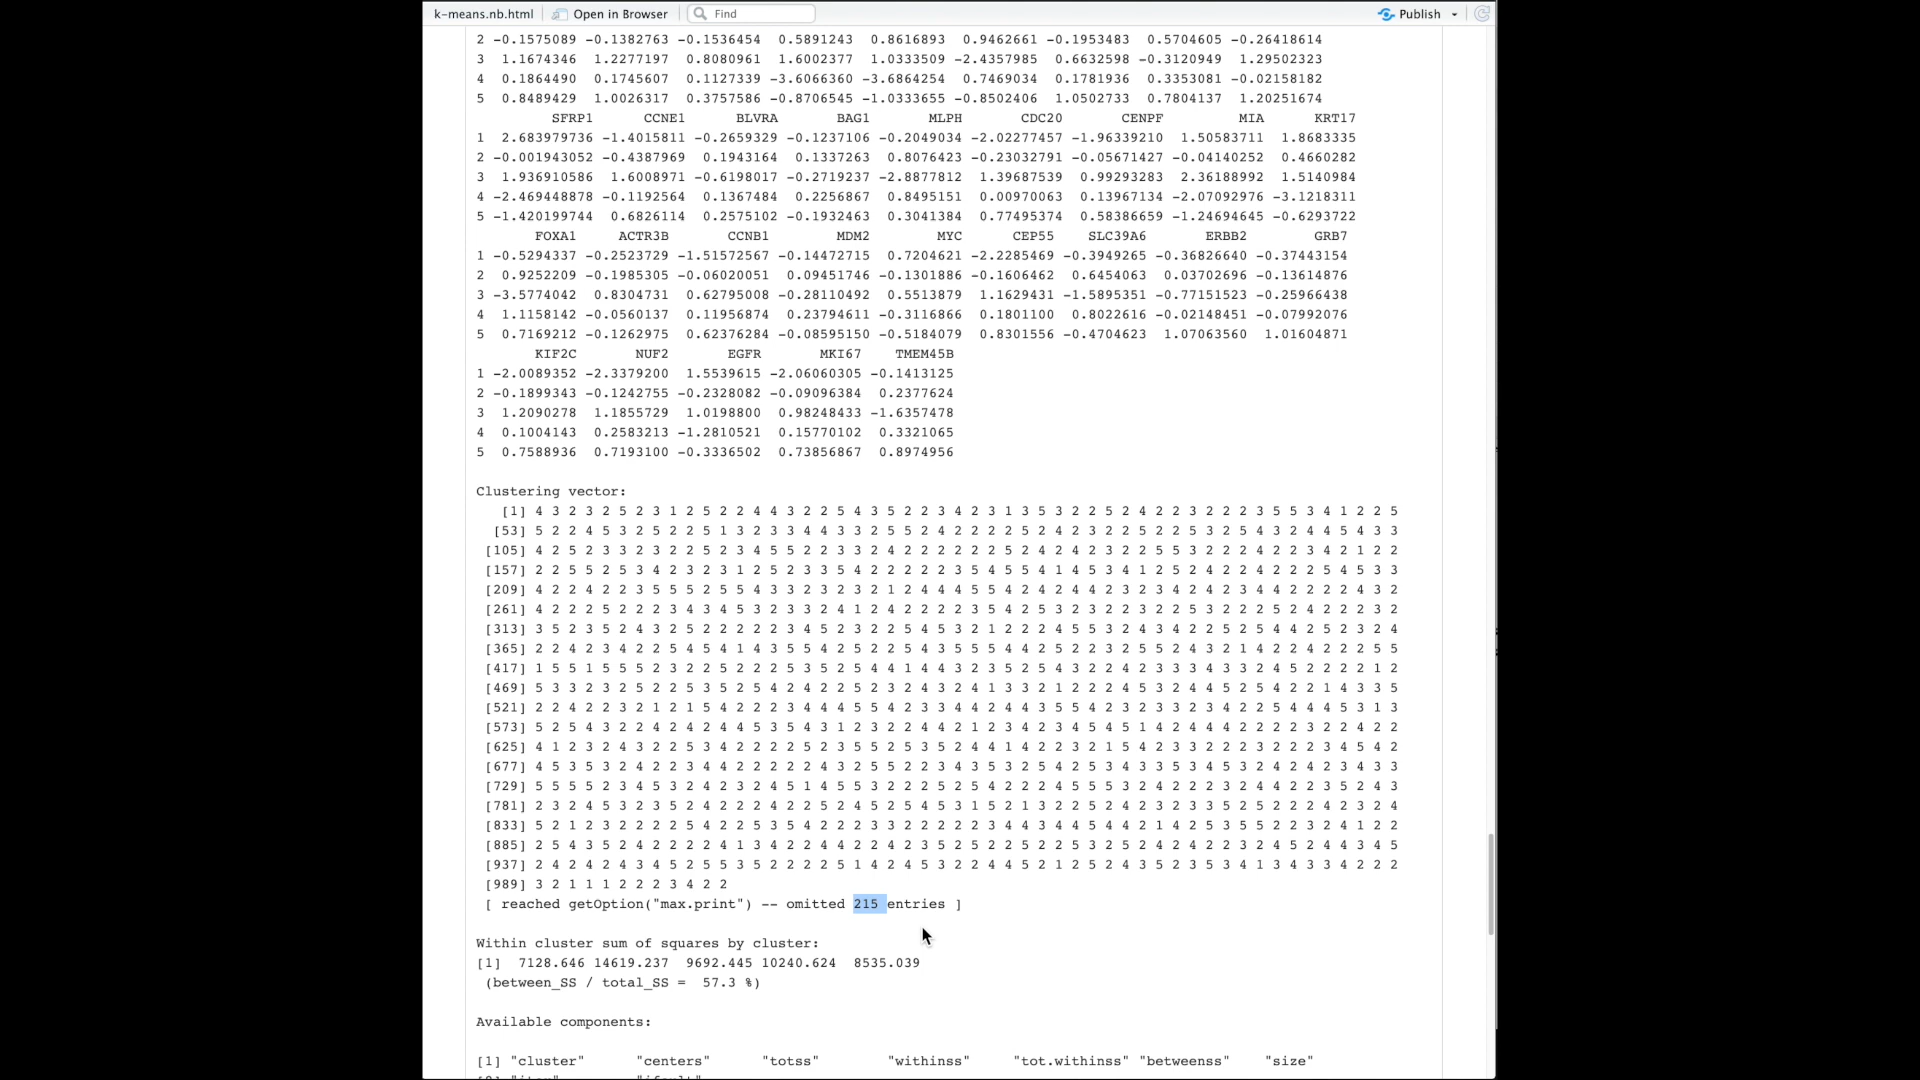 k-means.nb.html Open in Browser Find Publish
2 -0.1575089 -0.1382763 -0.1536454 0.5891243 0.8616893 0.9462661 -0.1953483 0.5704605 -0.26418614
3 1.1674346 1.2277197 0.8080961 1.6002377 1.0333509 -2.4357985 0.6632598 -0.3120949 1.29502323
4 0.1864490 0.1745607 0.1127339 -3.6066360 -3.6864254 0.7469034 0.1781936 0.3353081 -0.02158182
5 0.8489429 1.0026317 0.3757586 -0.8706545 -1.0333655 -0.8502406 1.0502733 0.7804137 1.20251674
SFRP1 CCNE1 BLVRA BAG1 MLPH CDC20 CENPF MIA KRT17
1 2.683979736 -1.4015811 -0.2659329 -0.1237106 -0.2049034 -2.02277457 -1.96339210 1.50583711 1.8683335
2 -0.001943052 -0.4387969 0.1943164 0.1337263 0.8076423 -0.23032791 -0.05671427 -0.04140252 0.4660282
3 1.936910586 1.6008971 -0.6198017 -0.2719237 -2.8877812 1.39687539 0.99293283 2.36188992 1.5140984
4 -2.469448878 -0.1192564 0.1367484 0.2256867 0.8495151 0.00970063 0.13967134 -2.07092976 -3.1218311
5 -1.420199744 0.6826114 0.2575102 -0.1932463 0.3041384 0.77495374 0.58386659 -1.24694645 -0.6293722
FOXA1 ACTR3B CCNB1 MDM2 MYC CEP55 SLC39A6 ERBB2 GRB7
1 -0.5294337 -0.2523729 -1.51572567 -0.14472715 0.7204621 -2.2285469 -0.3949265 -0.36826640 -0.37443154
2 0.9252209 -0.1985305 -0.06020051 0.09451746 -0.1301886 -0.1606462 0.6454063 0.03702696 -0.13614876
3 -3.5774042 0.8304731 0.62795008 -0.28110492 0.5513879 1.1629431 -1.5895351 -0.77151523 -0.25966438
4 1.1158142 -0.0560137 0.11956874 0.23794611 -0.3116866 0.1801100 0.8022616 -0.02148451 -0.07992076
5 0.7169212 -0.1262975 0.62376284 -0.08595150 -0.5184079 0.8301556 -0.4704623 1.07063560 1.01604871
KIF2C NUF2 EGFR MKI67 TMEM45B
1 -2.0089352 -2.3379200 1.5539615 -2.06060305 -0.1413125
2 -0.1899343 -0.1242755 -0.2328082 -0.09096384 0.2377624
3 1.2090278 1.1855729 1.0198800 0.98248433 -1.6357478
4 0.1004143 0.2583213 -1.2810521 0.15770102 0.3321065
5 0.7588936 0.7193100 -0.3336502 0.73856867 0.8974956
Clustering vector:
[1] 4 3 2 3 2 5 2 3 1 2 5 2 2 4 4 3 2 2 5 4 3 5 2 2 3 4 2 3 1 3 5 3 2 2 5 2 4 2 2 3 2 2 2 3 5 5 3 4 1 2 2 5
[53] 5 2 2 4 5 3 2 5 2 2 5 1 3 2 3 3 4 4 3 3 2 5 5 2 4 2 2 2 2 5 2 4 2 3 2 2 5 2 2 5 3 2 5 4 3 2 4 4 5 4 3 3
[105] 4 2 5 2 3 3 2 3 2 2 5 2 3 4 5 5 2 2 3 3 2 4 2 2 2 2 2 2 5 2 4 2 4 2 3 2 2 5 5 3 2 2 2 4 2 2 3 4 2 1 2 2
[157] 2 2 5 5 2 5 3 4 2 3 2 3 1 2 5 2 3 3 5 4 2 2 2 2 2 3 5 4 5 5 4 1 4 5 3 4 1 2 5 2 4 2 2 4 2 2 2 5 4 5 3 3
[209] 4 2 2 4 2 2 3 5 5 5 2 5 5 4 3 3 2 3 2 3 2 1 2 4 4 4 5 5 4 2 4 2 4 4 2 3 2 3 4 2 3 4 4 2 2 2 2 4 3 2
[261] 4 2 2 2 5 2 2 2 3 4 3 4 5 3 2 3 3 2 4 1 2 4 2 2 2 2 3 5 4 2 5 3 2 3 2 2 3 2 2 5 3 2 2 2 5 2 4 2 2 2 3 2
[313] 3 5 2 3 5 2 4 3 2 5 2 2 2 2 2 3 4 5 2 3 2 2 5 4 5 3 2 1 2 2 2 4 5 5 3 2 4 3 4 2 2 5 2 5 4 4 2 5 2 3 2 4
[365] 2 2 4 2 3 4 2 2 5 4 5 4 1 4 3 5 5 4 2 5 2 2 5 4 3 5 5 5 4 4 2 5 2 2 3 2 5 5 2 4 3 2 1 4 2 2 4 2 2 2 5 5
[417] 1 5 5 1 5 5 5 2 3 2 2 5 2 2 2 5 3 5 2 5 4 4 1 4 4 3 2 3 5 2 5 4 3 2 2 4 2 3 3 3 4 3 3 2 4 5 2 2 2 2 1 2
[469] 5 3 3 2 3 2 5 2 2 5 3 5 2 5 4 2 4 2 2 5 2 3 2 4 3 2 4 1 3 3 2 1 2 2 2 4 5 3 2 4 4 5 2 5 4 2 2 1 4 3 3 5
[521] 2 2 4 2 2 3 2 1 2 1 5 4 2 2 2 3 4 4 4 5 5 4 2 3 3 4 4 2 4 4 3 5 5 4 2 3 2 3 3 2 3 4 2 2 5 4 4 4 5 3 1 3
[573] 5 2 5 4 3 2 2 4 2 4 2 4 4 5 3 5 4 3 1 2 3 2 2 4 4 2 1 2 3 4 2 3 4 5 4 5 1 4 2 4 4 4 2 2 2 2 3 2 2 4 2 2
[625] 4 1 2 3 2 4 3 2 2 5 3 4 2 2 2 2 5 2 3 5 5 2 5 3 5 2 4 4 1 4 2 2 3 2 1 5 4 2 3 3 2 2 2 3 2 2 2 3 4 5 4 2
[677] 4 5 3 5 3 2 4 2 2 3 4 4 2 2 2 2 2 4 3 2 5 5 2 2 3 4 3 5 3 2 5 4 2 5 3 4 3 3 5 3 4 5 3 2 4 2 4 2 3 4 3 3
[729] 5 5 5 5 2 3 4 5 3 2 4 2 3 2 4 5 1 4 5 5 3 2 2 2 5 2 5 4 2 2 2 4 5 5 5 3 2 4 2 2 2 3 2 4 4 2 2 3 5 2 4 3
[781] 2 3 2 4 5 3 2 3 5 2 4 2 2 2 4 2 2 5 2 4 5 2 5 4 5 3 1 5 2 1 3 2 2 5 2 4 2 3 2 3 3 5 2 5 2 2 2 4 2 3 2 4
[833] 5 2 1 2 3 2 2 2 2 5 4 2 2 5 3 5 4 2 2 2 3 3 2 2 2 2 2 3 4 4 3 4 4 5 4 4 2 1 4 2 5 3 5 5 2 2 3 2 4 1 2 2
[885] 2 5 4 3 5 2 4 2 2 2 2 4 1 3 4 2 2 4 4 2 2 4 2 3 5 2 5 2 2 5 2 2 5 3 2 5 2 4 2 4 2 2 3 2 4 5 2 4 4 3 4 5
[937] 2 4 2 4 2 4 3 4 5 2 5 5 3 5 2 2 2 2 5 1 4 2 4 5 3 2 2 4 4 5 2 1 2 5 2 4 3 5 2 3 5 3 4 1 3 4 3 3 4 2 2 2
[989] 3 2 1 1 1 2 2 2 3 4 2 2
[ reached getOption("max.print") -- omitted 215 entries ]
Within cluster sum of squares by cluster:
[1] 7128.646 14619.237 9692.445 10240.624 8535.039
(between_SS / total_SS = 57.3 %)
Available components:
[1] "cluster" "centers" "totss" "withinss" "tot.withinss" "betweenss" "size"